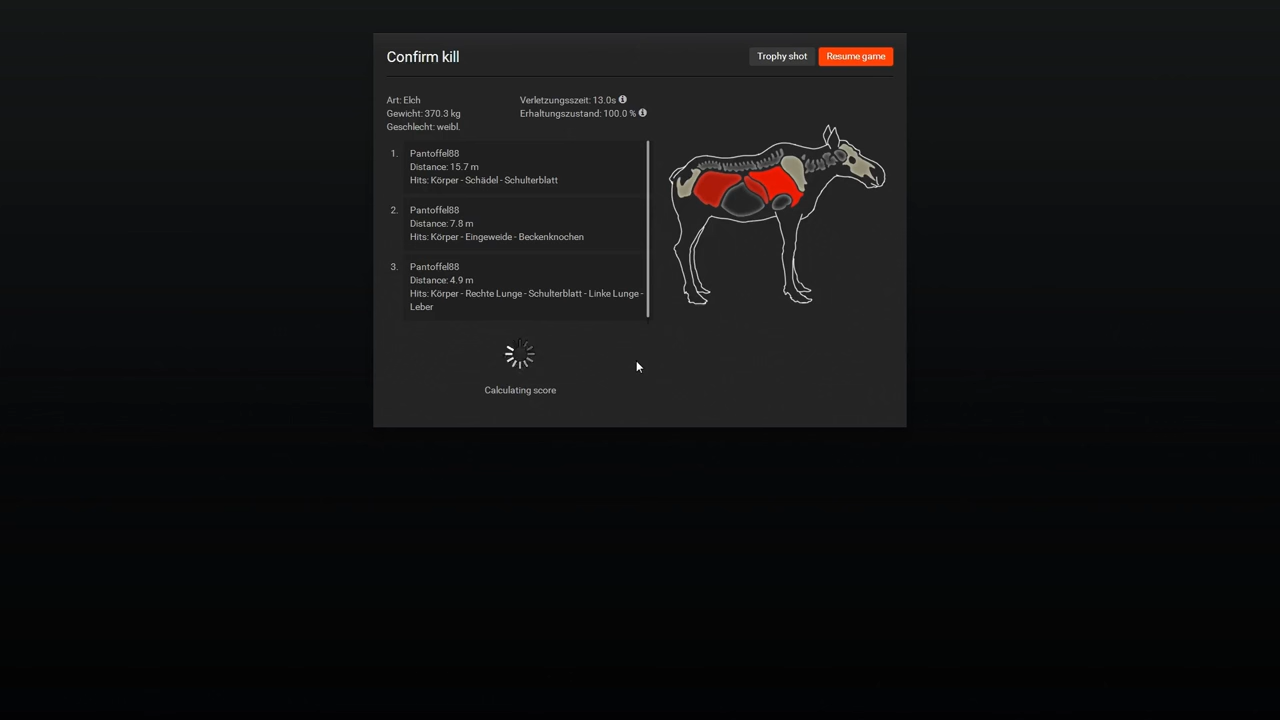 Confirm kill
Trophy shot
Resume game
Art: Elch
Gewicht: 370.3 kg
Geschlecht: weibl.
Verletzungsszeit: 13.0s
Erhaltungszustand: 100.0 %
1. Pantoffel88
Distance: 15.7 m
Hits: Körper - Schädel - Schulterblatt
2. Pantoffel88
Distance: 7.8 m
Hits: Körper - Eingeweide - Beckenknochen
3. Pantoffel88
Distance: 4.9 m
Hits: Körper - Rechte Lunge - Schulterblatt - Linke Lunge -
Leber
Calculating score